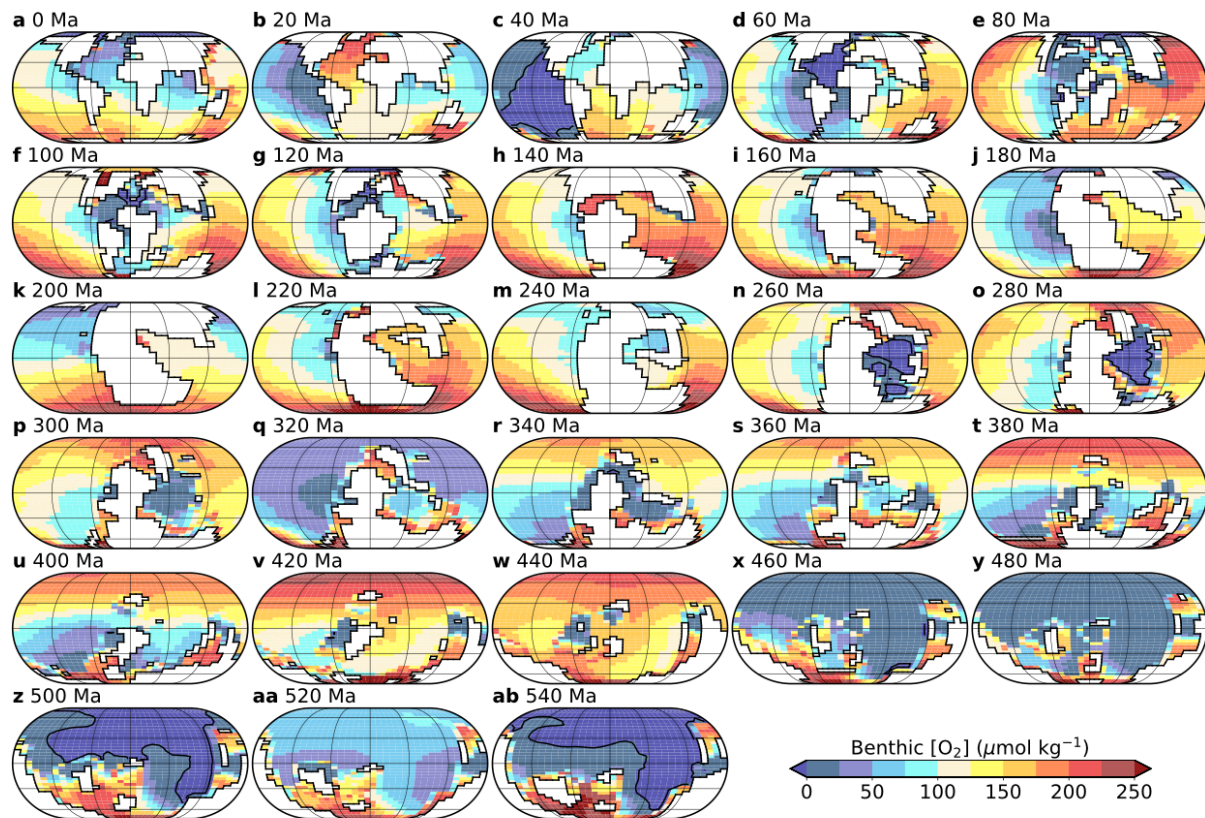 a 0 Ma b 20 Ma c 40 Ma d 60 Ma e 80 Ma
f 100 Ma g 120 Ma h 140 Ma i 160 Ma j 180 Ma
k 200 Ma l 220 Ma m 240 Ma n 260 Ma o 280 Ma
p 300 Ma q 320 Ma r 340 Ma s 360 Ma t 380 Ma
u 400 Ma v 420 Ma w 440 Ma x 460 Ma y 480 Ma
z 500 Ma aa 520 Ma ab 540 Ma
Benthic [O₂] (μmol kg⁻¹)
0 50 100 150 200 250